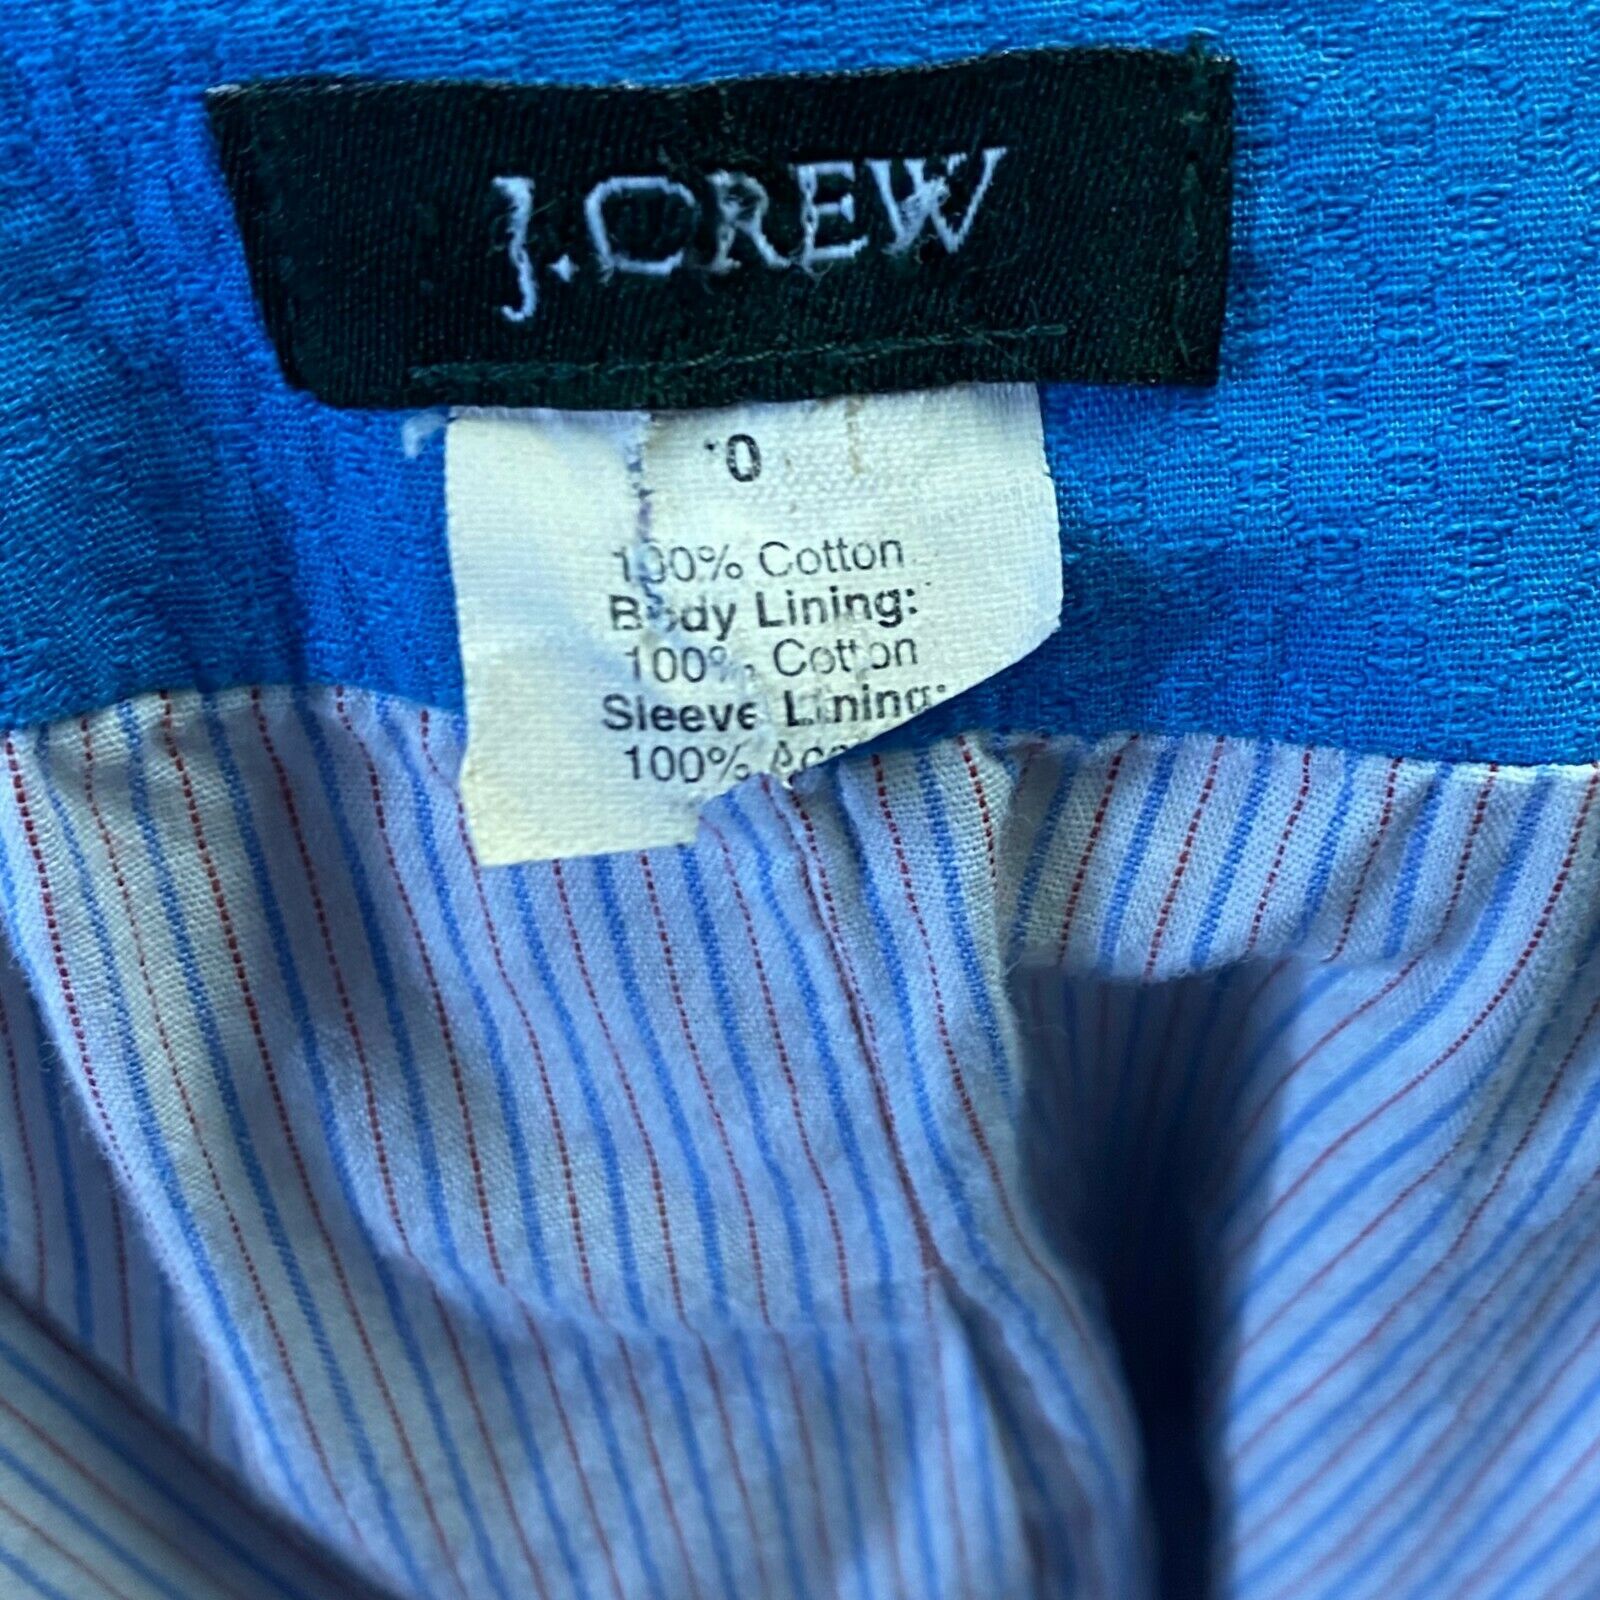 J.CREW
0
100% Cotton
Body Lining:
100% Cotton
Sleeve Lining:
100%